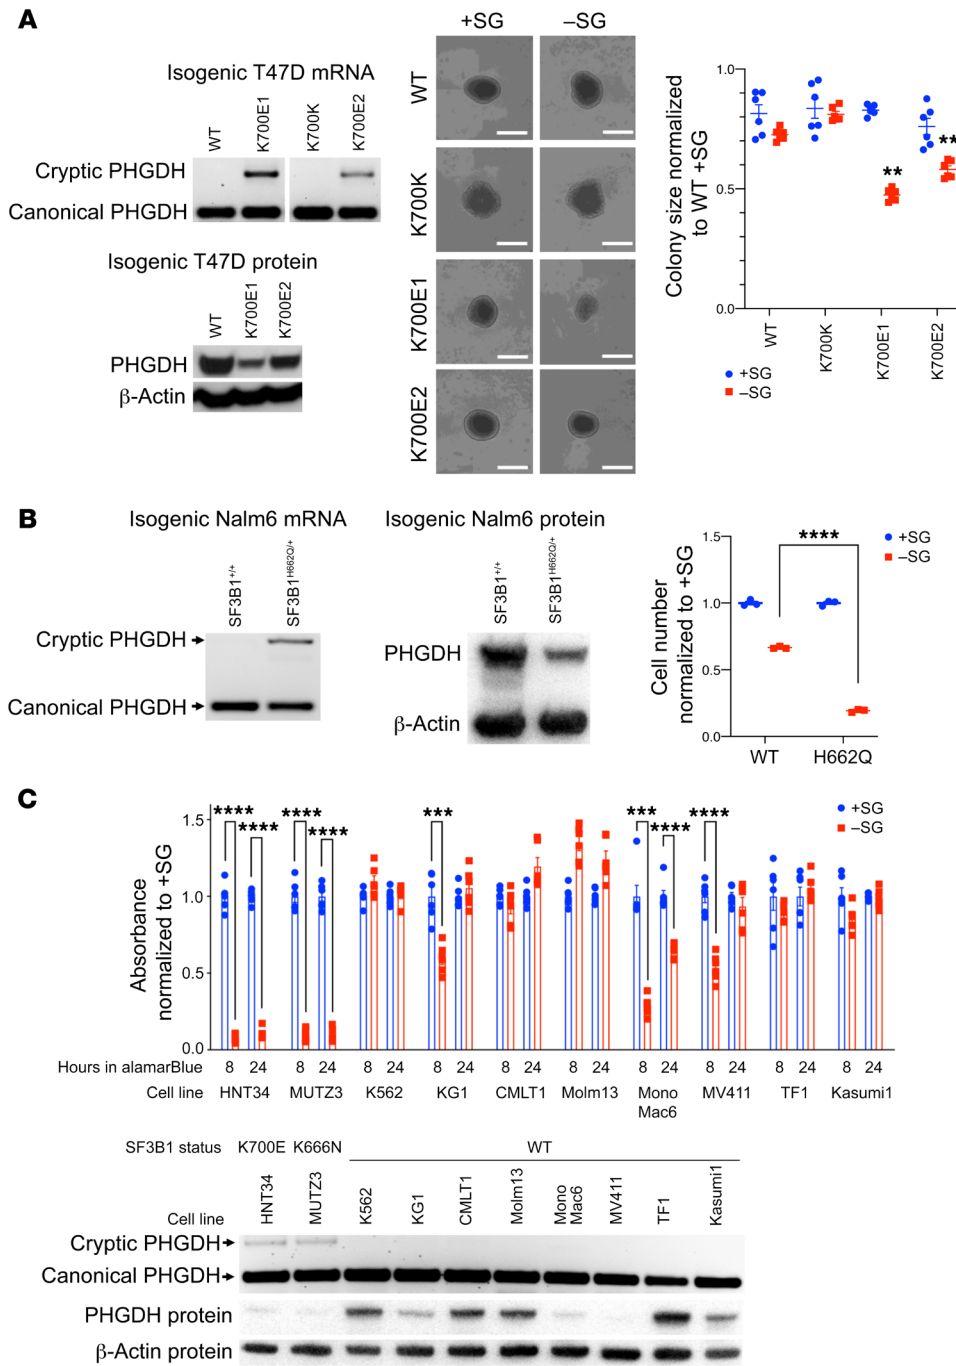 A
+SG
–SG
Isogenic T47D mRNA
WT
K700E1
K700K
K700E2
Cryptic PHGDH
Canonical PHGDH
Isogenic T47D protein
WT
K700E1
K700E2
PHGDH
β-Actin
WT
K700K
K700E1
K700E2
Colony size normalized
to WT +SG
1.0
0.5
0.0
**
**
WT
K700K
K700E1
K700E2
+SG
–SG
B
Isogenic Nalm6 mRNA
SF3B1+/+
SF3B1H662Q/+
Cryptic PHGDH
Canonical PHGDH
Isogenic Nalm6 protein
SF3B1+/+
SF3B1H662Q/+
PHGDH
β-Actin
Cell number
normalized to +SG
1.5
1.0
0.5
0.0
****
WT
H662Q
+SG
–SG
C
Absorbance
normalized to +SG
1.5
1.0
0.5
0.0
**** **** **** **** *** *** **** ****
+SG
–SG
Hours in alamarBlue 8 24 8 24 8 24 8 24 8 24 8 24 8 24 8 24 8 24 8 24
Cell line HNT34 MUTZ3 K562 KG1 CMLT1 Molm13 Mono MV411 TF1 Kasumi1
Mac6
SF3B1 status K700E K666N WT
Cell line HNT34 MUTZ3 K562 KG1 CMLT1 Molm13 Mono Mac6 MV411 TF1 Kasumi1
Cryptic PHGDH
Canonical PHGDH
PHGDH protein
β-Actin protein